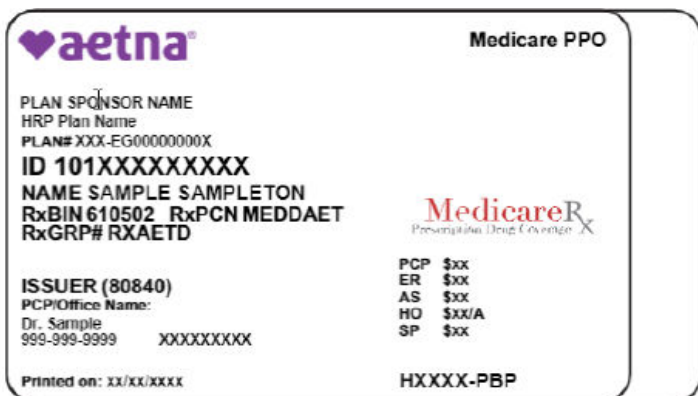 aetna®
Medicare PPO
PLAN SPONSOR NAME
HRP Plan Name
PLAN# XXX-EG00000000X
ID 101XXXXXXXXX
NAME SAMPLE SAMPLETON
RxBIN 610502 RxPCN MEDDAET
RxGRP# RXAETD
MedicareRx
Prescription Drug Coverage X
PCP $xx
ER $xx
AS $xx
HO $xx/A
SP $xx
ISSUER (80840)
PCP/Office Name:
Dr. Sample
999-999-9999 XXXXXXXXX
Printed on: xx/xx/xxxx
HXXXX-PBP